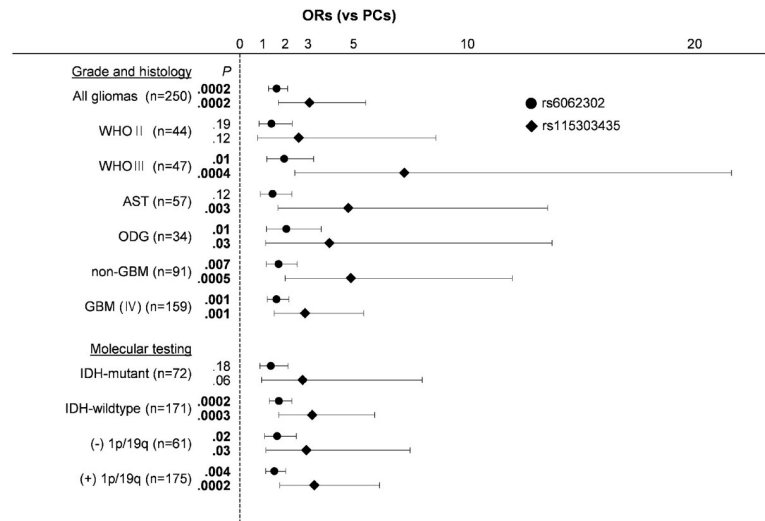 ORs (vs PCs)
0 1 2 3 5 10 20
Grade and histology P
All gliomas (n=250) .0002
.0002
rs6062302
rs115303435
WHO II (n=44) .19
.12
WHO III (n=47) .01
.0004
AST (n=57) .12
.003
ODG (n=34) .01
.03
non-GBM (n=91) .007
.0005
GBM (IV) (n=159) .001
.001
Molecular testing
IDH-mutant (n=72) .18
.06
IDH-wildtype (n=171) .0002
.0003
(-) 1p/19q (n=61) .02
.03
(+) 1p/19q (n=175) .004
.0002